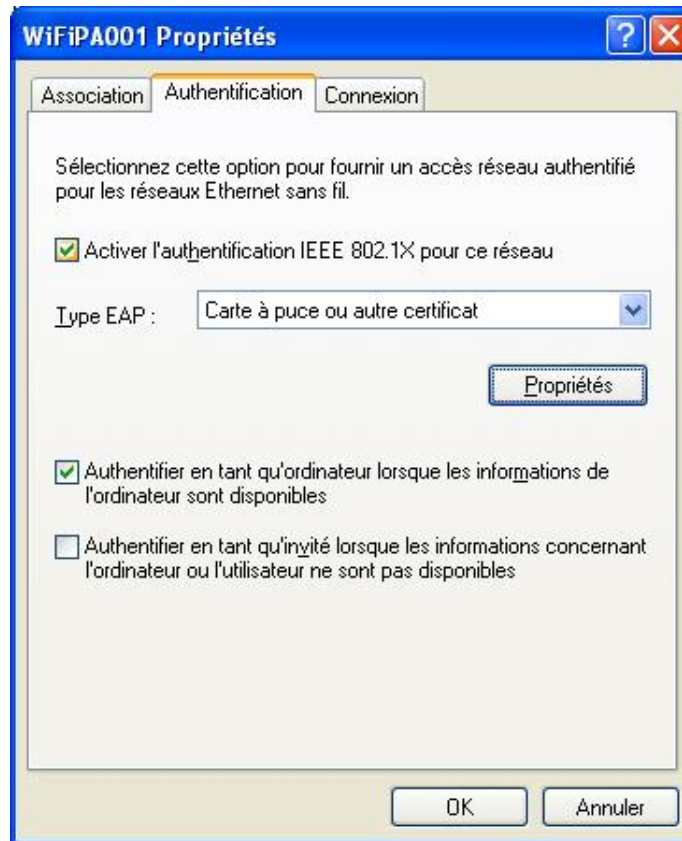 WiFiPA001 Propriétés
Association Authentification Connexion
Sélectionnez cette option pour fournir un accès réseau authentifié
pour les réseaux Ethernet sans fil.
Activer l'authentification IEEE 802.1X pour ce réseau
Type EAP : Carte à puce ou autre certificat
Propriétés
Authentifier en tant qu'ordinateur lorsque les informations de
l'ordinateur sont disponibles
Authentifier en tant qu'invité lorsque les informations concernant
l'ordinateur ou l'utilisateur ne sont pas disponibles
OK Annuler